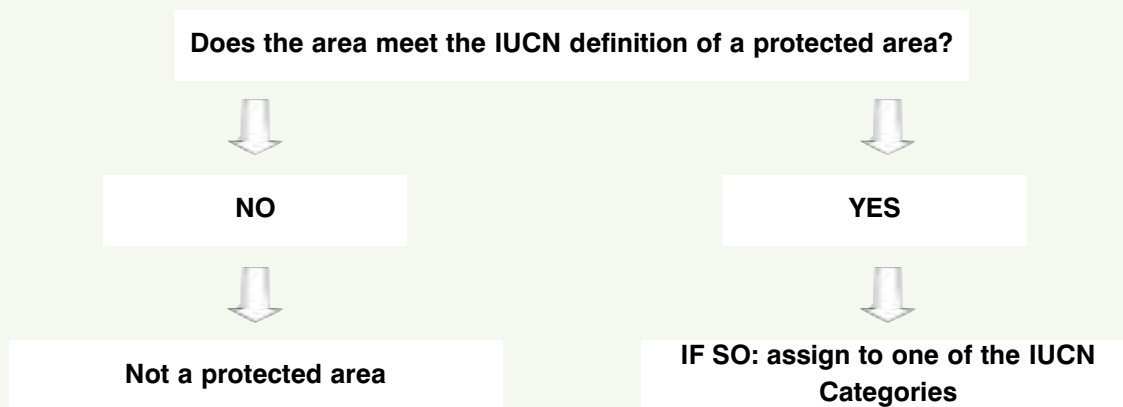 Does the area meet the IUCN definition of a protected area?
NO
YES
Not a protected area
IF SO: assign to one of the IUCN
Categories